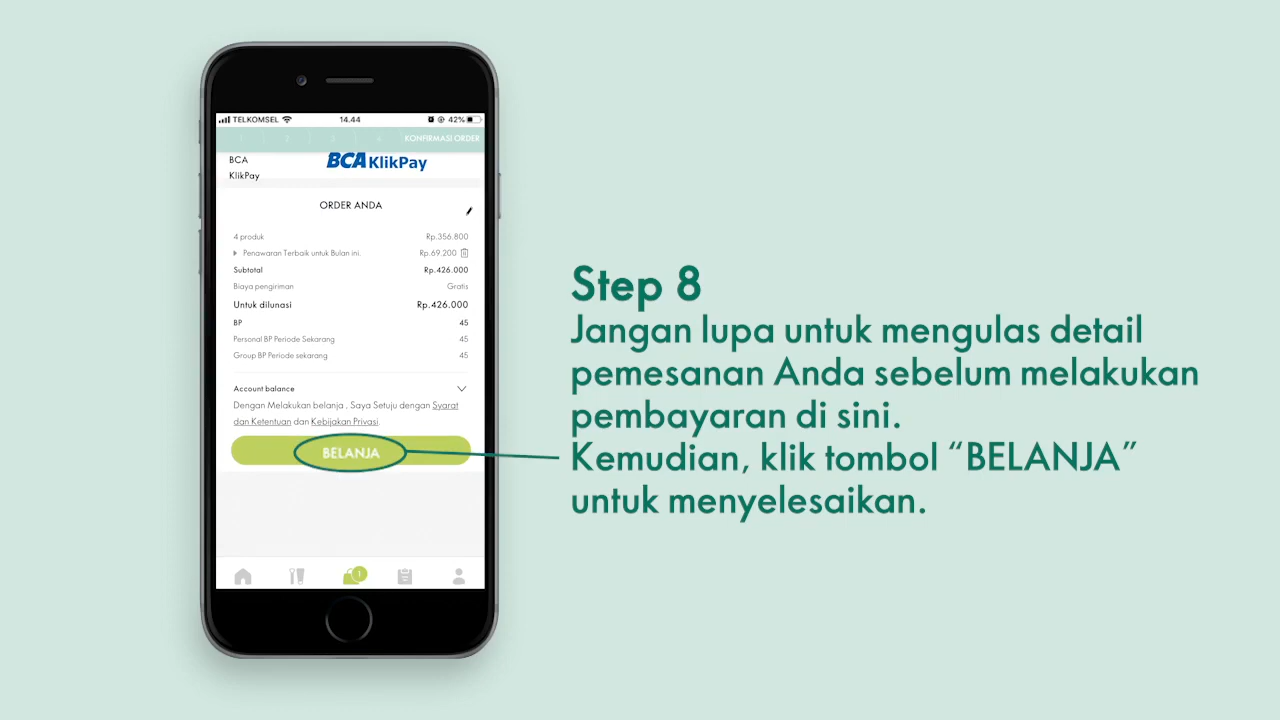 TELKOMSEL 14.44 42%
KONFIRMASI ORDER
BCA
KlikPay
BCA KlikPay
ORDER ANDA
4 produk Rp.356.800
Penawaran Terbaik untuk Bulan ini. Rp.69.200
Subtotal Rp.426.000
Biaya pengiriman Gratis
Untuk dilunasi Rp.426.000
BP 45
Personal BP Periode Sekarang 45
Group BP Periode sekarang 45
Account balance
Dengan Melakukan belanja , Saya Setuju dengan Syarat
dan Ketentuan dan Kebijakan Privasi.
BELANJA
1
Step 8
Jangan lupa untuk mengulas detail
pemesanan Anda sebelum melakukan
pembayaran di sini.
Kemudian, klik tombol “BELANJA”
untuk menyelesaikan.